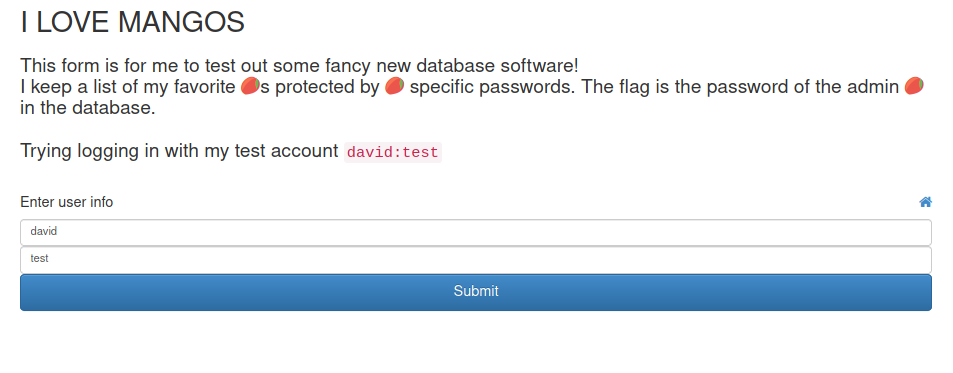 I LOVE MANGOS
This form is for me to test out some fancy new database software!
I keep a list of my favorite 🥭s protected by 🥭 specific passwords. The flag is the password of the admin 🥭
in the database.
Trying logging in with my test account david:test
Enter user info
david
test
Submit